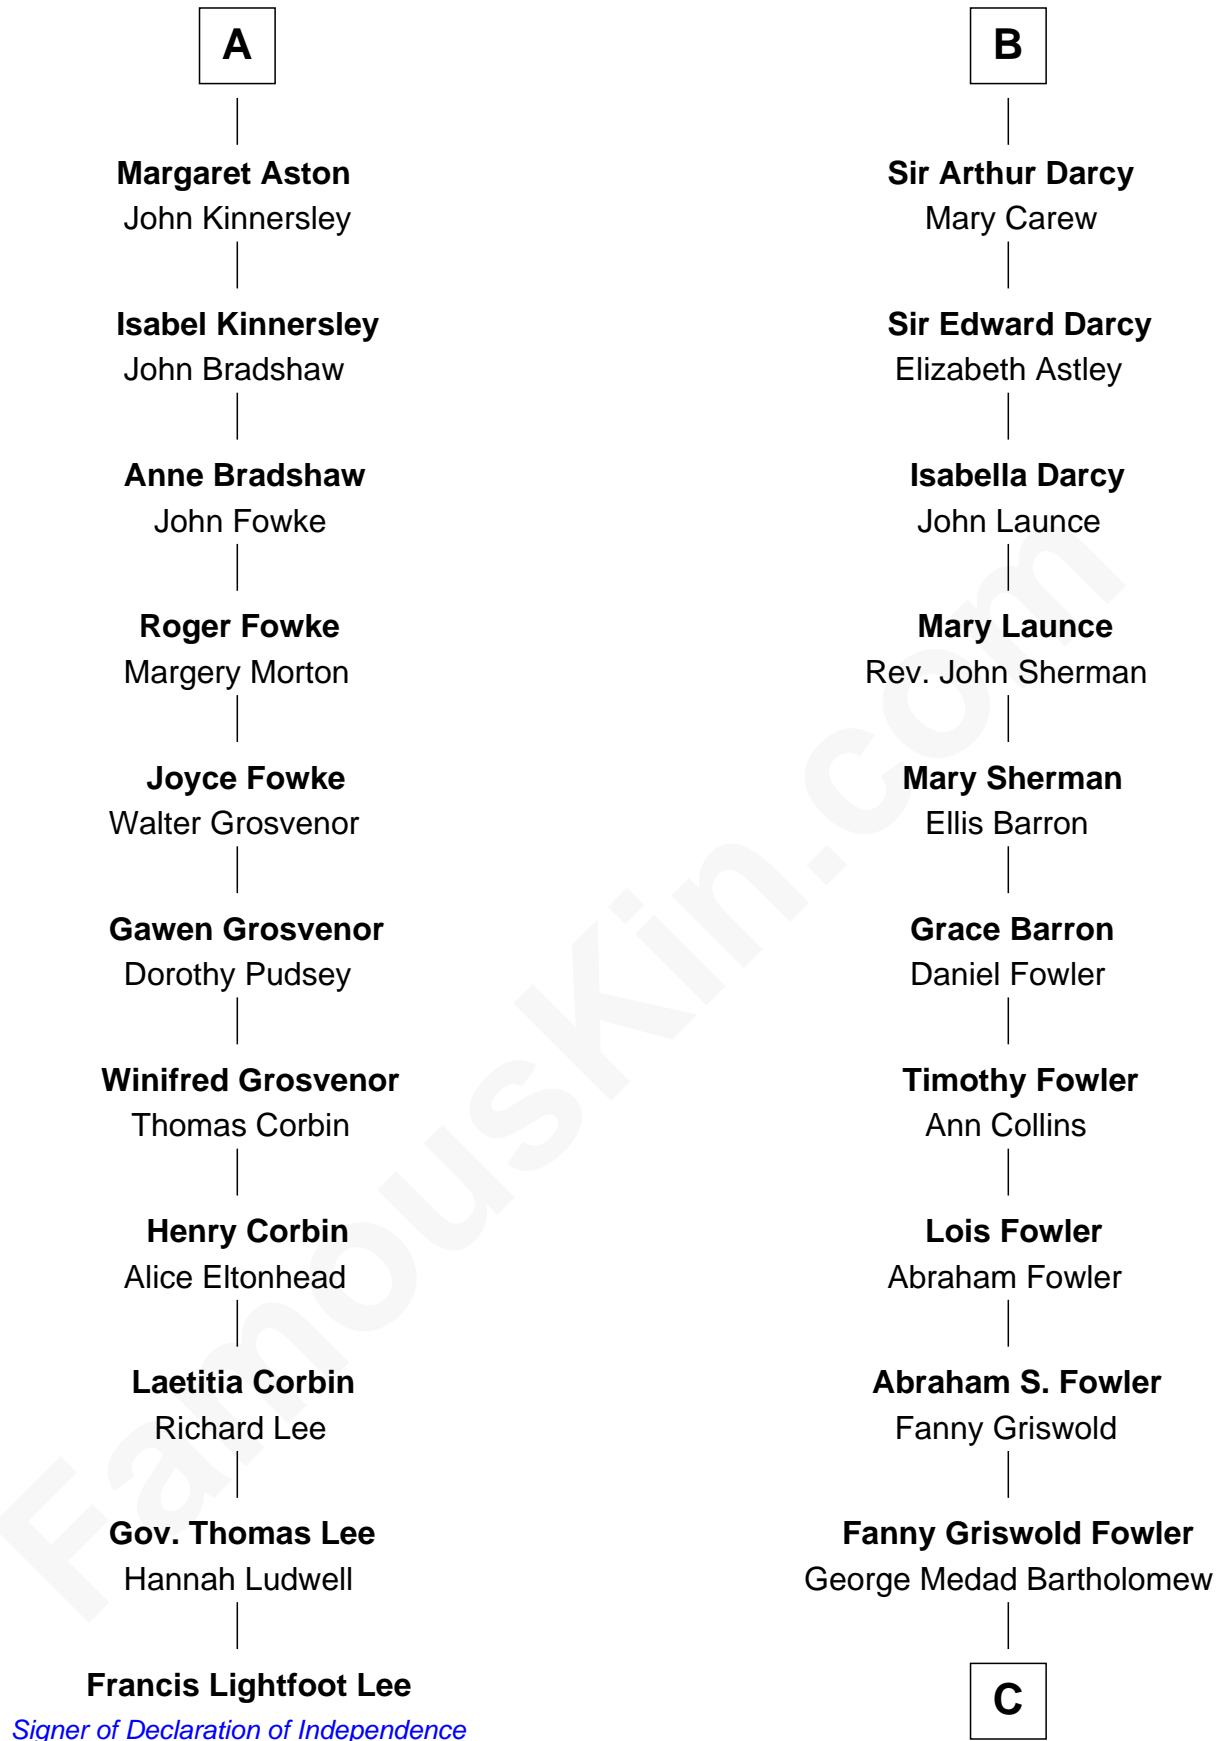 A
Margaret Aston
John Kinnersley
Isabel Kinnersley
John Bradshaw
Anne Bradshaw
John Fowke
Roger Fowke
Margery Morton
Joyce Fowke
Walter Grosvenor
Gawen Grosvenor
Dorothy Pudsey
Winifred Grosvenor
Thomas Corbin
Henry Corbin
Alice Eltonhead
Laetitia Corbin
Richard Lee
Gov. Thomas Lee
Hannah Ludwell
Francis Lightfoot Lee
Signer of Declaration of Independence
B
Sir Arthur Darcy
Mary Carew
Sir Edward Darcy
Elizabeth Astley
Isabella Darcy
John Launce
Mary Launce
Rev. John Sherman
Mary Sherman
Ellis Barron
Grace Barron
Daniel Fowler
Timothy Fowler
Ann Collins
Lois Fowler
Abraham Fowler
Abraham S. Fowler
Fanny Griswold
Fanny Griswold Fowler
George Medad Bartholomew
C
FamousKin.com